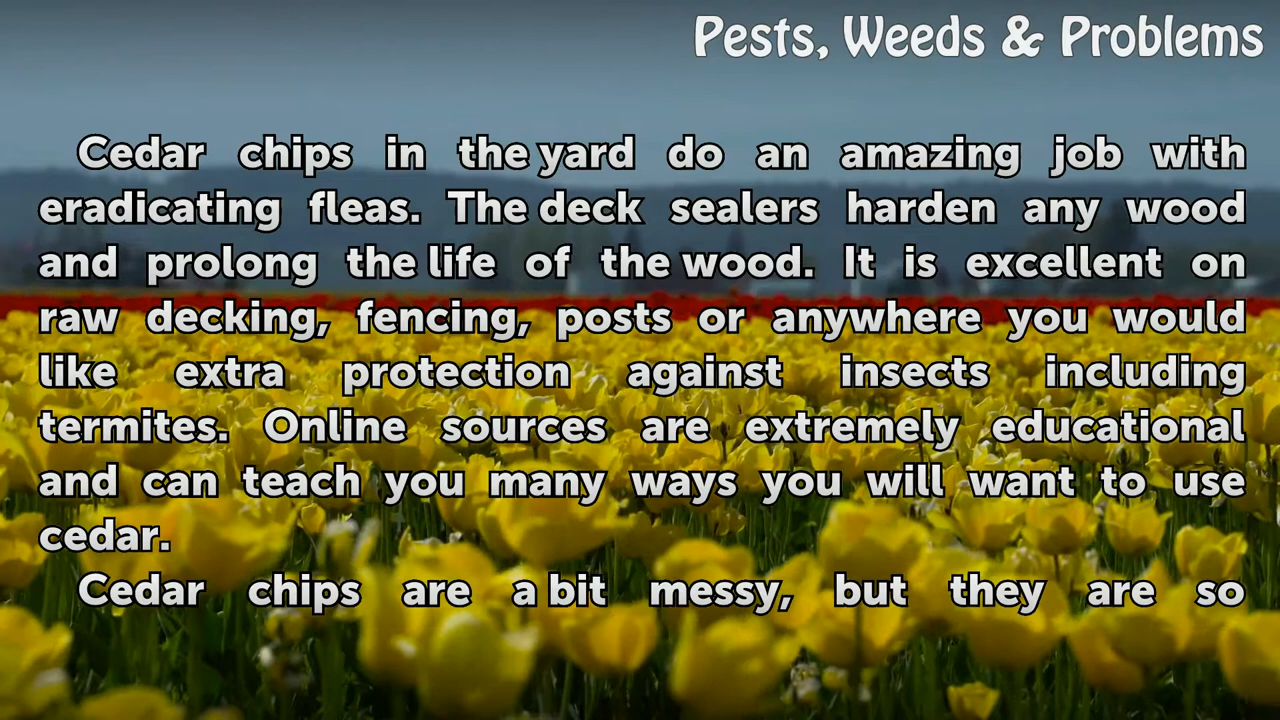 Pests, Weeds & Problems
Cedar chips in the yard do an amazing job with
eradicating fleas. The deck sealers harden any wood
and prolong the life of the wood. It is excellent on
raw decking, fencing, posts or anywhere you would
like extra protection against insects including
termites. Online sources are extremely educational
and can teach you many ways you will want to use
cedar.
Cedar chips are a bit messy, but they are so